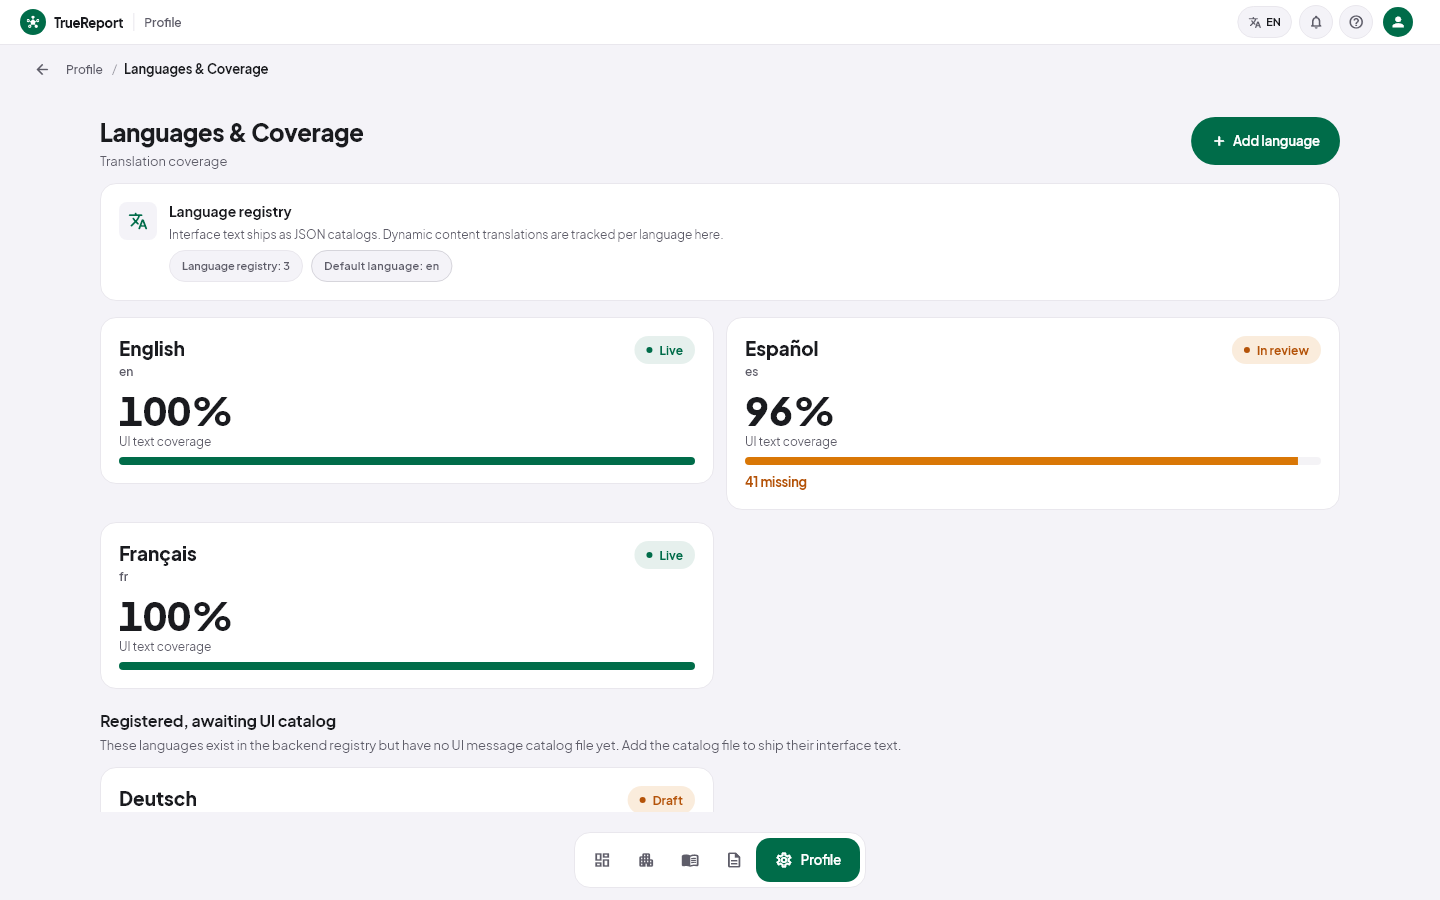 TrueReport
Profile
EN
Profile / Languages & Coverage
Languages & Coverage
Translation coverage
+ Add language
Language registry
Interface text ships as JSON catalogs. Dynamic content translations are tracked per language here.
Language registry: 3
Default language: en
English
Live
en
100%
UI text coverage
Español
In review
es
96%
UI text coverage
41 missing
Français
Live
fr
100%
UI text coverage
Registered, awaiting UI catalog
These languages exist in the backend registry but have no UI message catalog file yet. Add the catalog file to ship their interface text.
Deutsch
Draft
Profile